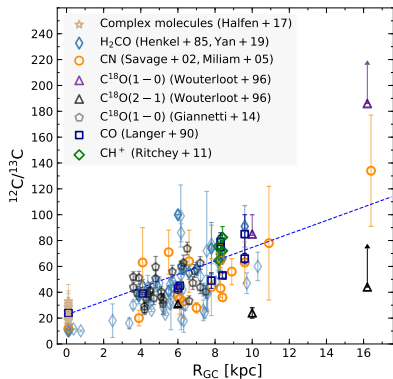 260
240
220
200
180
160
140
120
100
80
60
40
20
0
¹²C/¹³C
Complex molecules (Halfen + 17)
H₂CO (Henkel + 85, Yan + 19)
CN (Savage + 02, Miliam + 05)
C¹⁸O(1−0) (Wouterloot + 96)
C¹⁸O(2−1) (Wouterloot + 96)
C¹⁸O(1−0) (Giannetti + 14)
CO (Langer + 90)
CH⁺ (Ritchey + 11)
0 2 4 6 8 10 12 14 16
R_GC [kpc]